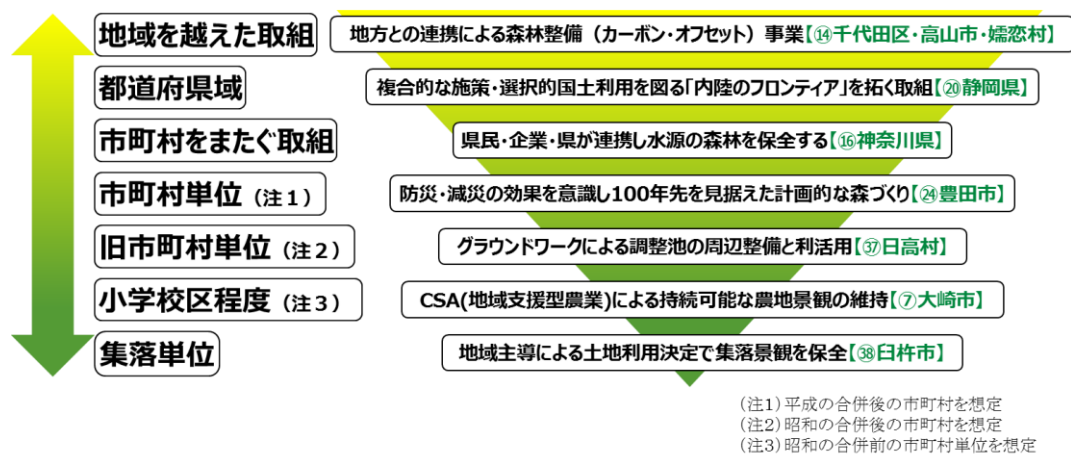 地域を越えた取組 地方との連携による森林整備（カーボン・オフセット）事業【⑭千代田区・高山市・嬬恋村】
都道府県域 複合的な施策・選択的国土利用を図る「内陸のフロンティア」を拓く取組【⑳静岡県】
市町村をまたぐ取組 県民・企業・県が連携し水源の森林を保全する【⑯神奈川県】
市町村単位（注１） 防災・減災の効果を意識し100年先を見据えた計画的な森づくり【㉔豊田市】
旧市町村単位（注２） グラウンドワークによる調整池の周辺整備と利活用【㊲日高村】
小学校区程度（注３） CSA(地域支援型農業)による持続可能な農地景観の維持【⑦大崎市】
集落単位 地域主導による土地利用決定で集落景観を保全【㊳臼杵市】
（注１）平成の合併後の市町村を想定
（注２）昭和の合併後の市町村を想定
（注３）昭和の合併前の市町村単位を想定